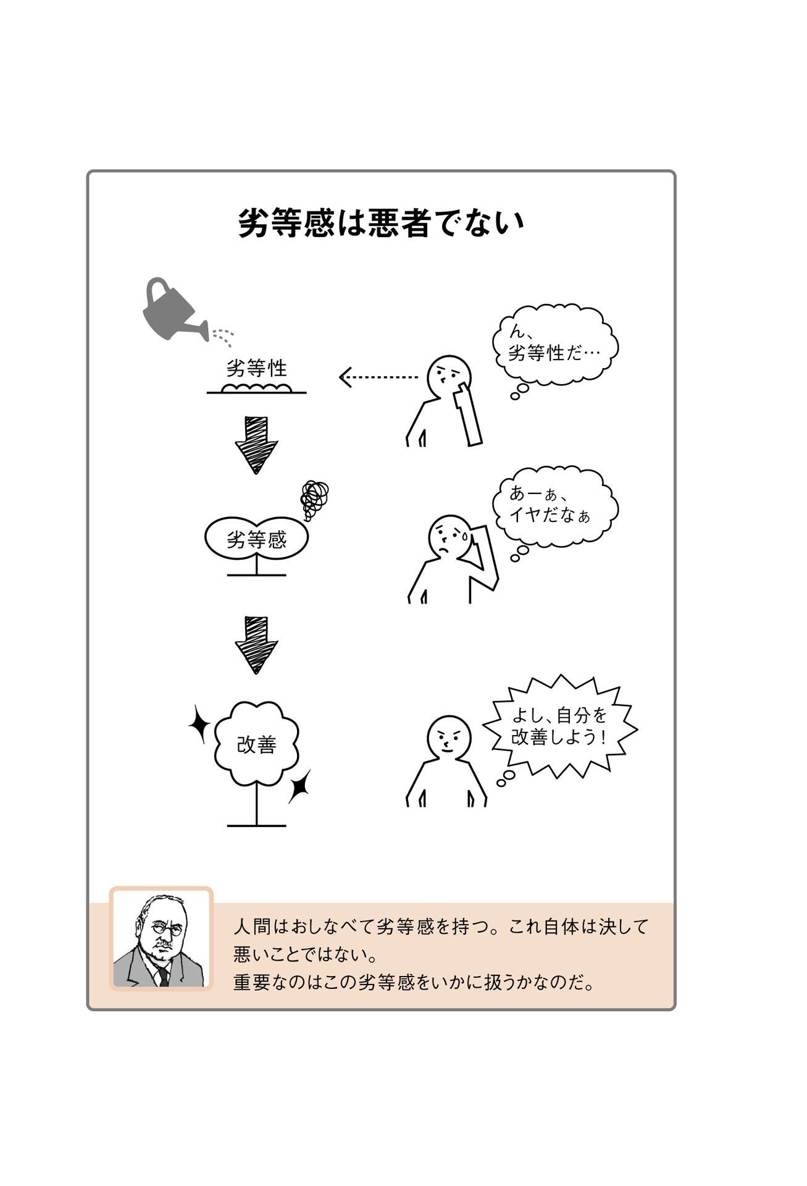 劣等感は悪者でない
劣等性
ん、
劣等性だ…
劣等感
あーぁ、
イヤだなぁ
改善
よし、自分を
改善しよう！
人間はおしなべて劣等感を持つ。これ自体は決して
悪いことではない。
重要なのはこの劣等感をいかに扱うかなのだ。